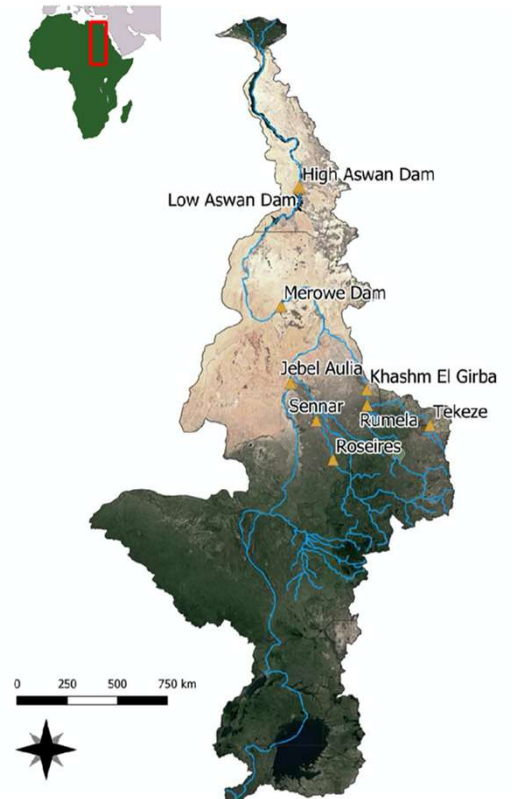 High Aswan Dam
Low Aswan Dam
Merowe Dam
Jebel Aulia
Khashm El Girba
Sennar
Rumela
Tekeze
Roseires
0 250 500 750 km